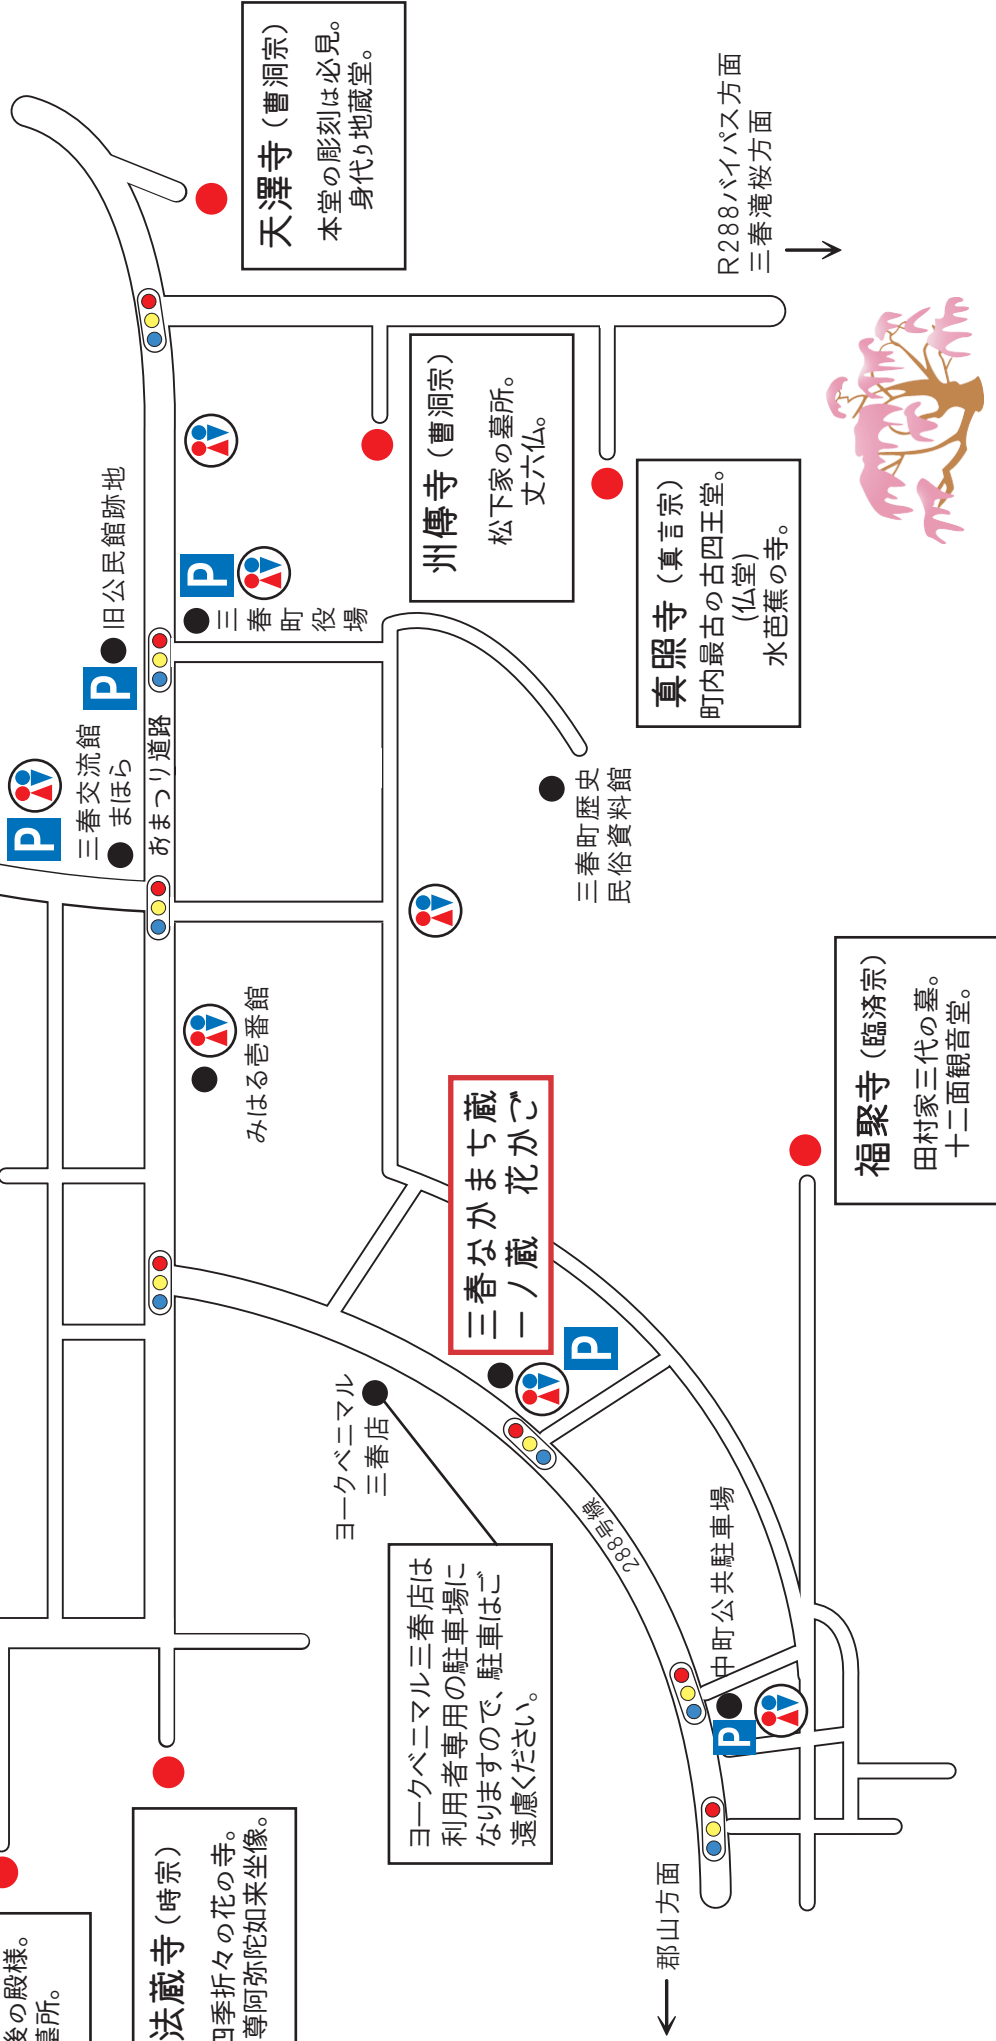 後の殿様。
墓所。
法蔵寺（時宗）
四季折々の花の寺。
尊阿弥陀如来坐像。
P
三春交流館
まほら
P
旧公民館跡地
おまつり道路
P
三春町役場
天澤寺（曹洞宗）
本堂の彫刻は必見。
身代り地蔵堂。
みはる壱番館
州傳寺（曹洞宗）
松下家の墓所。
丈六仏。
R288バイパス方面
三春滝桜方面
真照寺（真言宗）
町内最古の古四王堂。
(仏堂)
水芭蕉の寺。
三春町歴史
民俗資料館
三春なかまち蔵
一ノ蔵　花かご
P
ヨークベニマル
三春店
ヨークベニマル三春店は
利用者専用の駐車場に
なりますので、駐車はご
遠慮ください。
288号線
中町公共駐車場
P
郡山方面
福聚寺（臨済宗）
田村家三代の墓。
十二面観音堂。